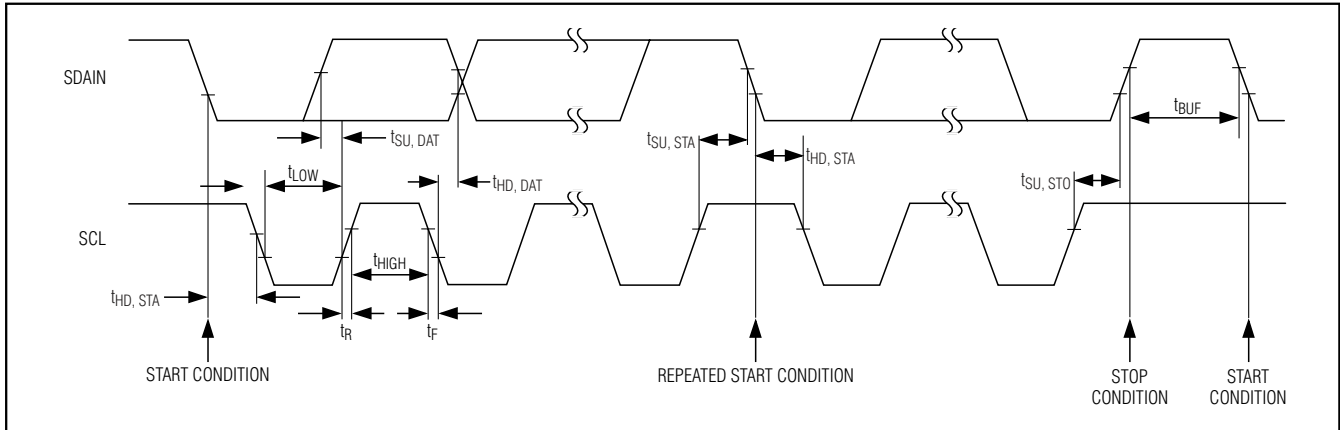 SDAIN
tSU, DAT
tSU, STA
tHD, STA
tBUF
tLOW
tHD, DAT
tSU, STO
SCL
tHIGH
tHD, STA
tR
tF
START CONDITION
REPEATED START CONDITION
STOP
CONDITION
START
CONDITION